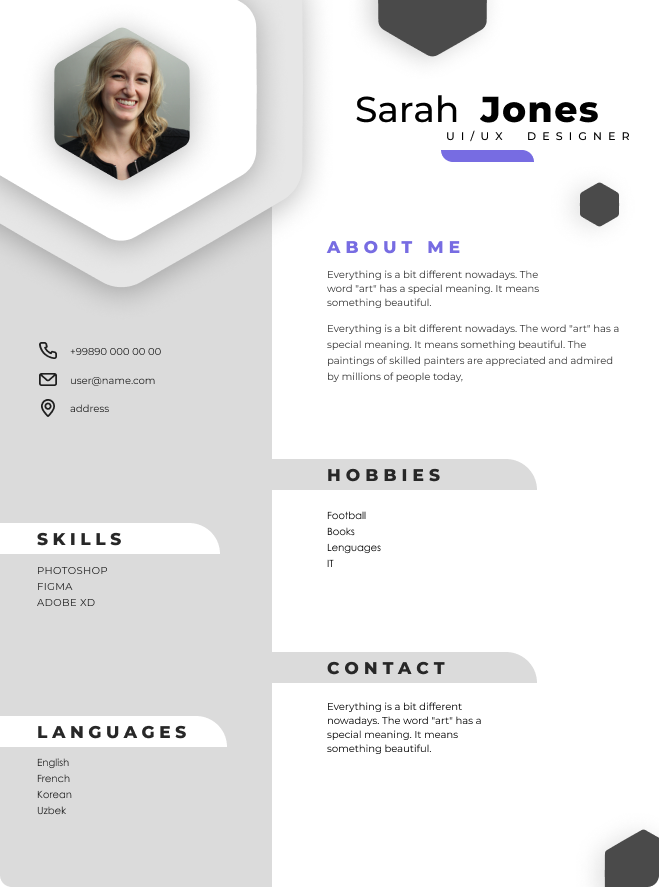 Sarah Jones
UI/UX DESIGNER
ABOUT ME
Everything is a bit different nowadays. The
word "art" has a special meaning. It means
something beautiful.
Everything is a bit different nowadays. The word "art" has a
special meaning. It means something beautiful. The
paintings of skilled painters are appreciated and admired
by millions of people today,
+99890 000 00 00
user@name.com
address
HOBBIES
Football
Books
Lenguages
IT
SKILLS
PHOTOSHOP
FIGMA
ADOBE XD
CONTACT
Everything is a bit different
nowadays. The word "art" has a
special meaning. It means
something beautiful.
LANGUAGES
English
French
Korean
Uzbek